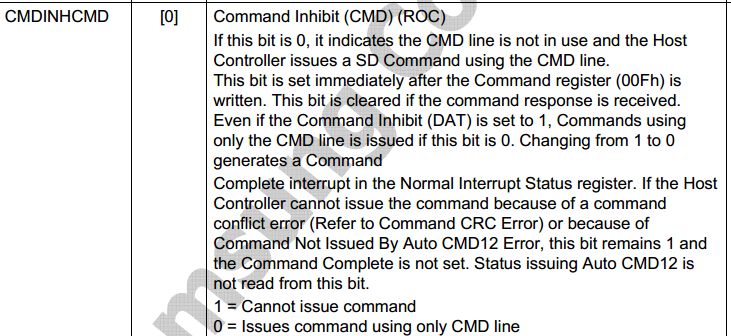 CMDINHCMD [0] Command Inhibit (CMD) (ROC)
If this bit is 0, it indicates the CMD line is not in use and the Host
Controller issues a SD Command using the CMD line.
This bit is set immediately after the Command register (00Fh) is
written. This bit is cleared if the command response is received.
Even if the Command Inhibit (DAT) is set to 1, Commands using
only the CMD line is issued if this bit is 0. Changing from 1 to 0
generates a Command
Complete interrupt in the Normal Interrupt Status register. If the Host
Controller cannot issue the command because of a command
conflict error (Refer to Command CRC Error) or because of
Command Not Issued By Auto CMD12 Error, this bit remains 1 and
the Command Complete is not set. Status issuing Auto CMD12 is
not read from this bit.
1 = Cannot issue command
0 = Issues command using only CMD line
msung Co